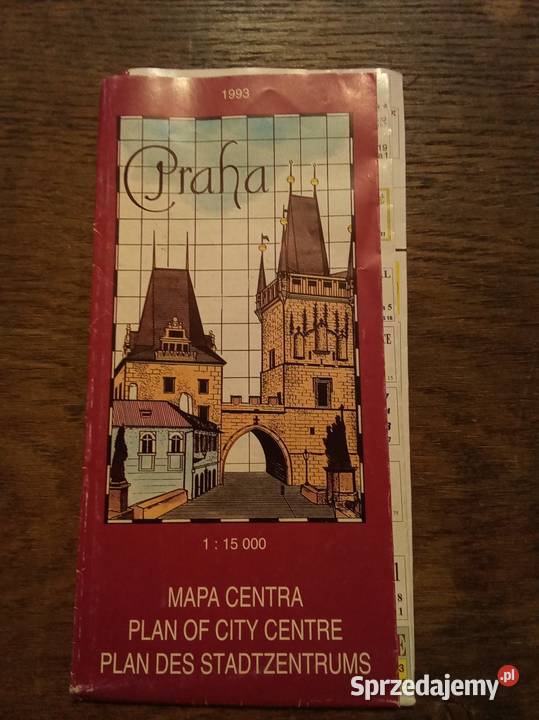 1993
Praha
1 : 15 000
MAPA CENTRA
PLAN OF CITY CENTRE
PLAN DES STADTZENTRUMS
Sprzedajemy.pl